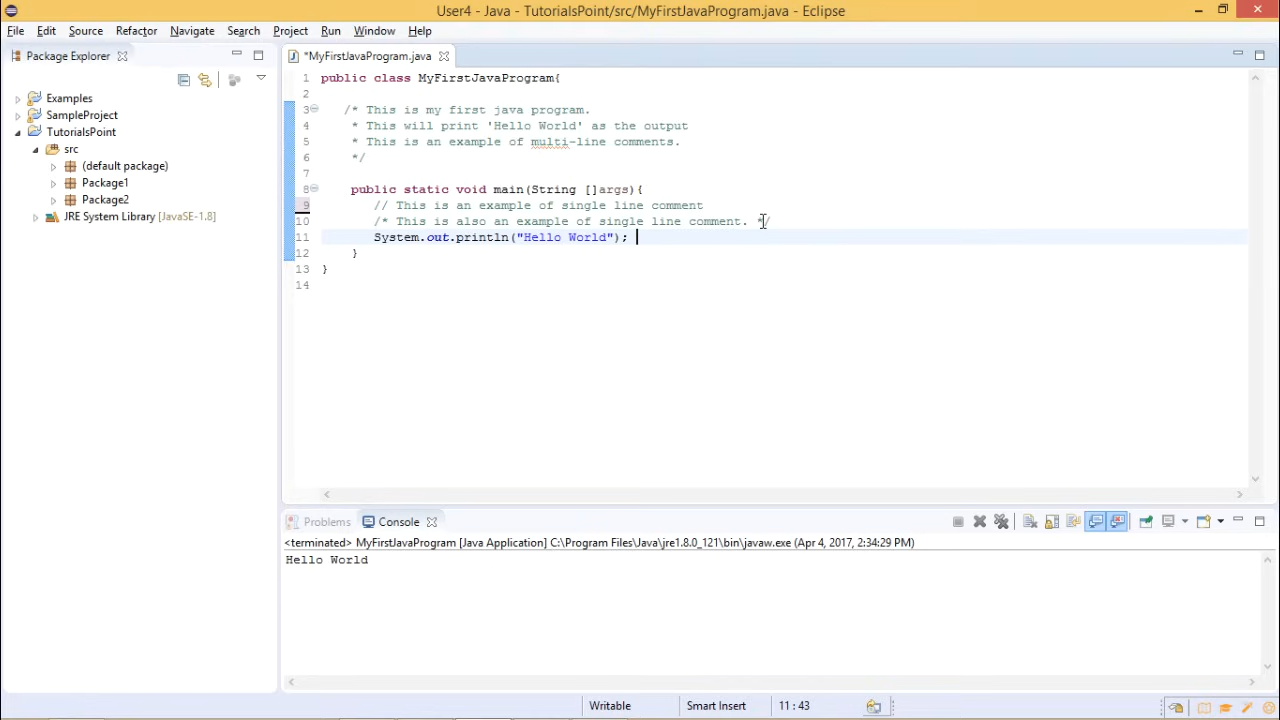 User4 - Java - TutorialsPoint/src/MyFirstJavaProgram.java - Eclipse
File Edit Source Refactor Navigate Search Project Run Window Help
Package Explorer
Examples
SampleProject
TutorialsPoint
src
(default package)
Package1
Package2
JRE System Library [JavaSE-1.8]
*MyFirstJavaProgram.java
1 public class MyFirstJavaProgram{
2
3 /* This is my first java program.
4 * This will print 'Hello World' as the output
5 * This is an example of multi-line comments.
6 */
7
8 public static void main(String []args){
9 // This is an example of single line comment
10 /* This is also an example of single line comment. */
11 System.out.println("Hello World");
12 }
13 }
14
Problems Console
<terminated> MyFirstJavaProgram [Java Application] C:\Program Files\Java\jre1.8.0_121\bin\javaw.exe (Apr 4, 2017, 2:34:29 PM)
Hello World
Writable Smart Insert 11 : 43